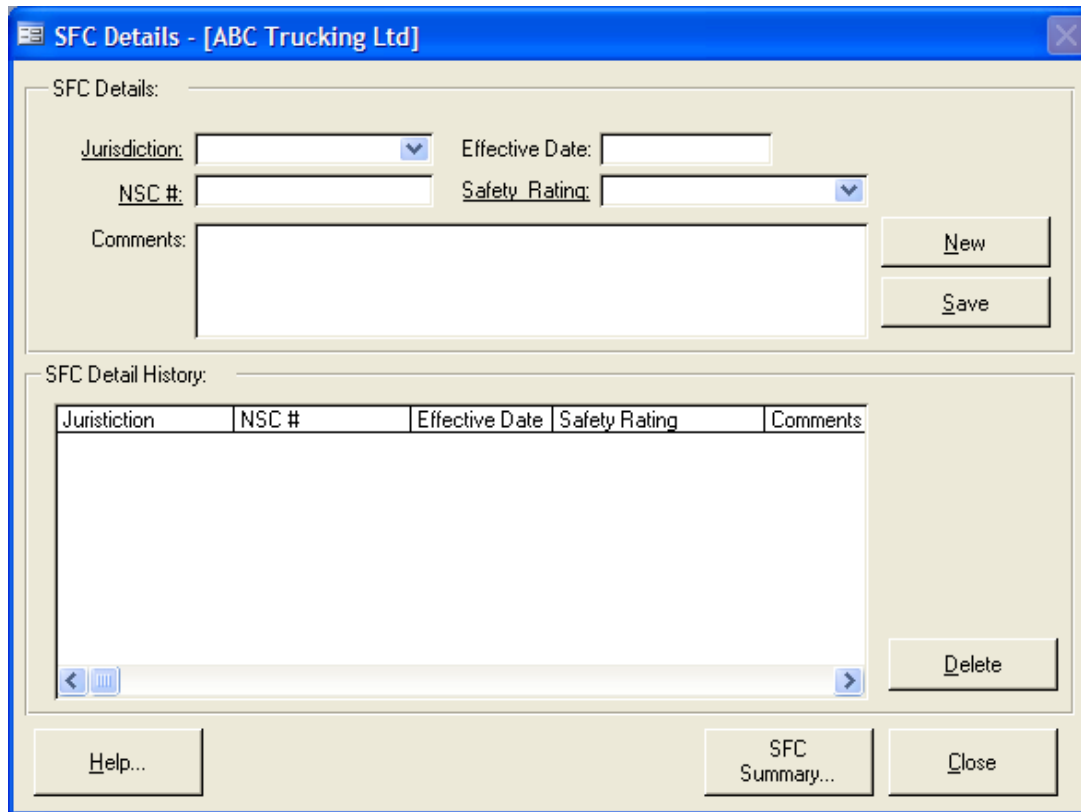 SFC Details - [ABC Trucking Ltd]
SFC Details:
Jurisdiction:
Effective Date:
NSC #:
Safety Rating:
Comments:
New
Save
SFC Detail History:
Juristiction NSC # Effective Date Safety Rating Comments
Delete
Help...
SFC
Summary...
Close